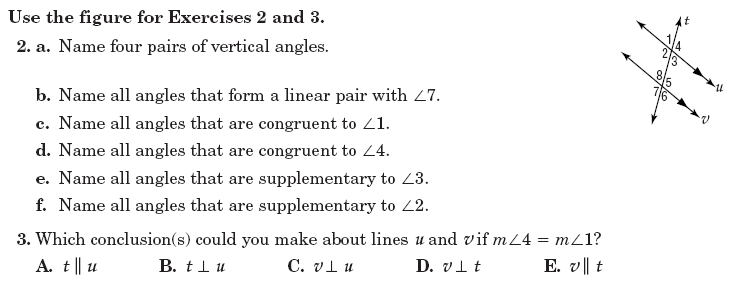 Use the figure for Exercises 2 and 3.
2. a. Name four pairs of vertical angles.
b. Name all angles that form a linear pair with ∠7.
c. Name all angles that are congruent to ∠1.
d. Name all angles that are congruent to ∠4.
e. Name all angles that are supplementary to ∠3.
f. Name all angles that are supplementary to ∠2.
3. Which conclusion(s) could you make about lines u and v if m∠4 = m∠1?
A. t ∥ u B. t ⊥ u C. v ⊥ u D. v ⊥ t E. v ∥ t
t
1 4
2 3
8 5
7 6
u
v